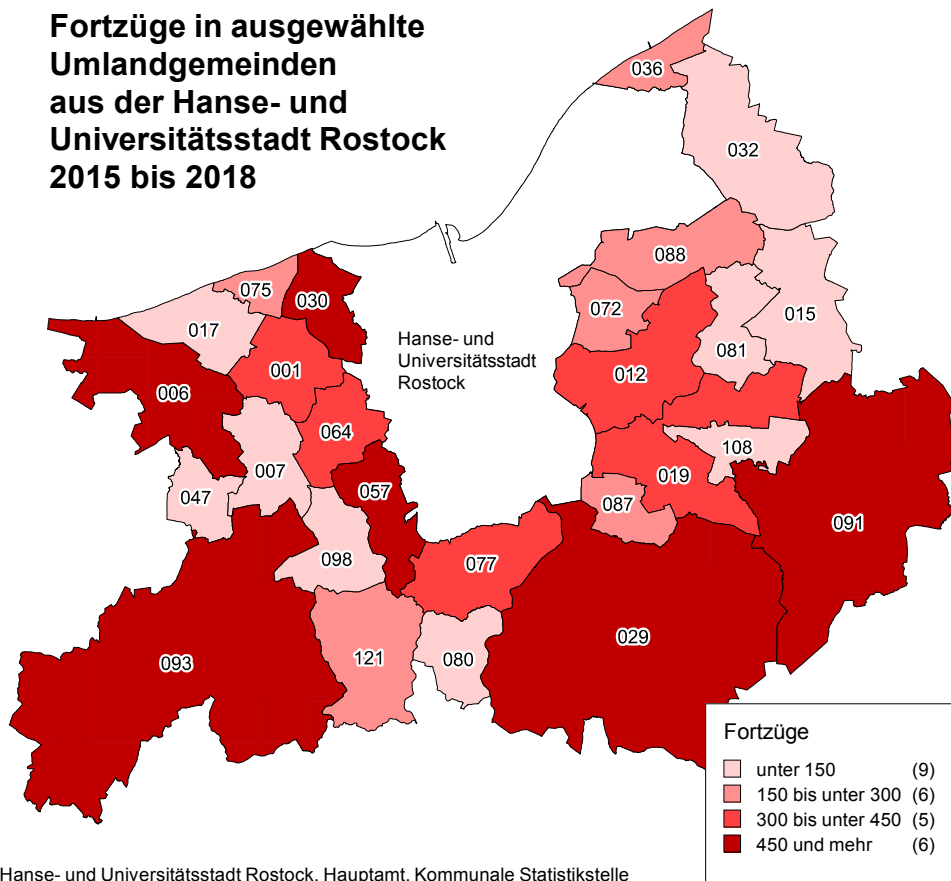 Fortzüge in ausgewählte
Umlandgemeinden
aus der Hanse- und
Universitätsstadt Rostock
2015 bis 2018
036
032
088
075
030
072
015
017
Hanse- und
Universitätsstadt
Rostock
081
001
012
006
064
108
007
019
057
047
087
091
098
077
029
093
121
080
Fortzüge
unter 150 (9)
150 bis unter 300 (6)
300 bis unter 450 (5)
450 und mehr (6)
Hanse- und Universitätsstadt Rostock, Hauptamt, Kommunale Statistikstelle